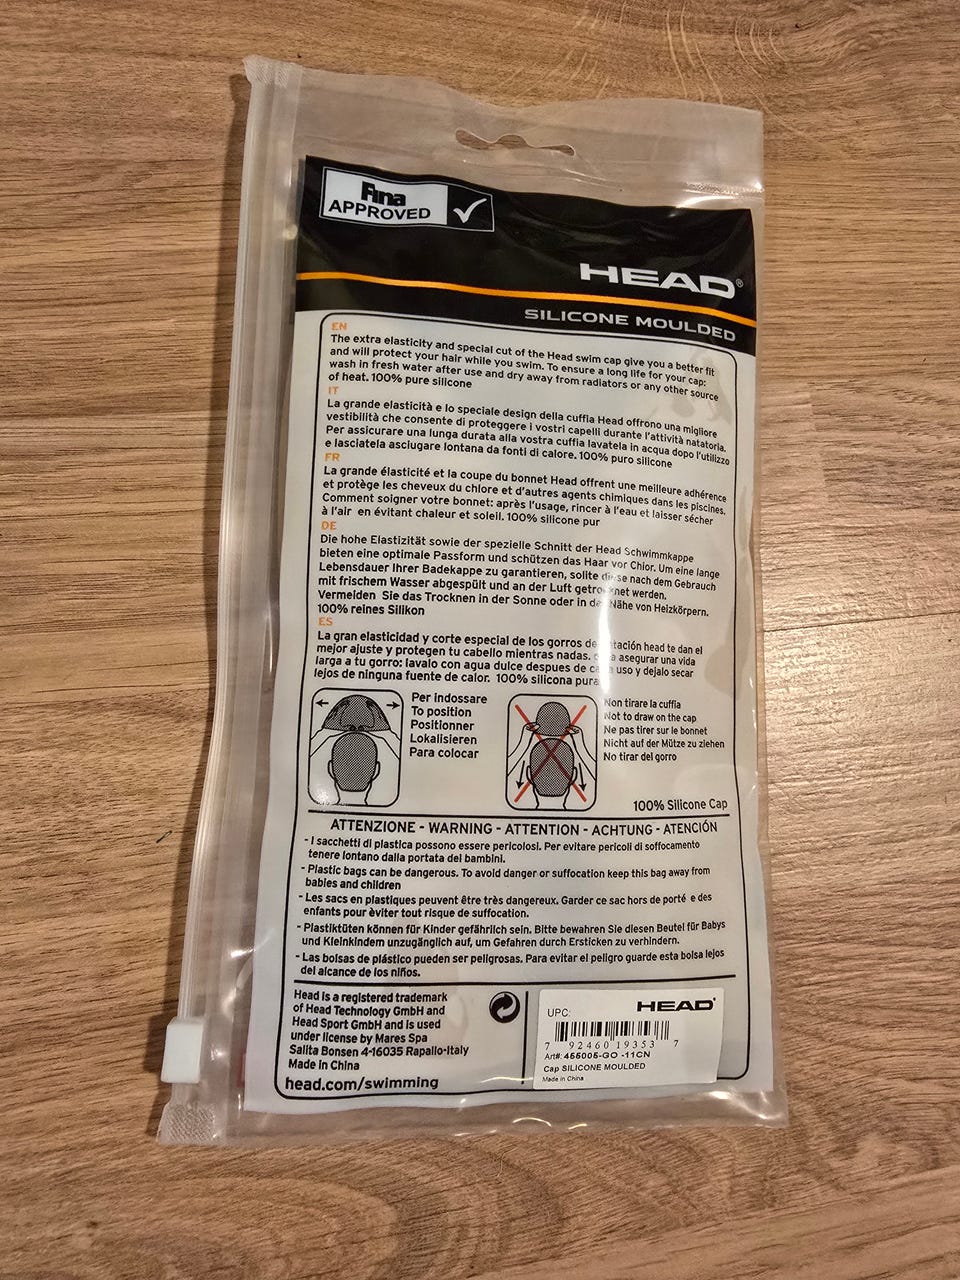 Fina
APPROVED
HEAD®
SILICONE MOULDED
EN
The extra elasticity and special cut of the Head swim cap give you a better fit
and will protect your hair while you swim. To ensure a long life for your cap:
wash in fresh water after use and dry away from radiators or any other source
of heat. 100% pure silicone
IT
La grande elasticità e lo speciale design della cuffia Head offrono una migliore
vestibilità che consente di proteggere i vostri capelli durante l'attività natatoria.
Per assicurare una lunga durata alla vostra cuffia lavatela in acqua dopo l'utilizzo
e lasciatela asciugare lontana da fonti di calore. 100% puro silicone
FR
La grande élasticité et la coupe du bonnet Head offrent une meilleure adhérence
et protège les cheveux du chlore et d'autres agents chimiques dans les piscines.
Comment soigner votre bonnet: après l'usage, rincer à l'eau et laisser sécher
à l'air en évitant chaleur et soleil. 100% silicone pur
DE
Die hohe Elastizität sowie der spezielle Schnitt der Head Schwimmkappe
bieten eine optimale Passform und schützen das Haar vor Chlor. Um eine lange
Lebensdauer Ihrer Badekappe zu garantieren, sollte diese nach dem Gebrauch
mit frischem Wasser abgespült und an der Luft getrocknet werden.
Vermeiden Sie das Trocknen in der Sonne oder in der Nähe von Heizkörpern.
100% reines Silikon
ES
La gran elasticidad y corte especial de los gorros de natación head te dan el
mejor ajuste y protegen tu cabello mientras nadas. asegurar una vida
larga a tu gorro: lavalo con agua dulce despues de cada uso y dejalo secar
lejos de ninguna fuente de calor. 100% silicona pura
Per indossare
To position
Positionner
Lokalisieren
Para colocar
Non tirare la cuffia
Not to draw on the cap
Ne pas tirer sur le bonnet
Nicht auf der Mütze zu ziehen
No tirar del gorro
100% Silicone Cap
ATTENZIONE - WARNING - ATTENTION - ACHTUNG - ATENCIÓN
- I sacchetti di plastica possono essere pericolosi. Per evitare pericoli di soffocamento
tenere lontano dalla portata dei bambini.
- Plastic bags can be dangerous. To avoid danger or suffocation keep this bag away from
babies and children
- Les sacs en plastiques peuvent être très dangereux. Garder ce sac hors de porté e des
enfants pour èviter tout risque de suffocation.
- Plastiktüten können für Kinder gefährlich sein. Bitte bewahren Sie diesen Beutel für Babys
und Kleinkindern unzugänglich auf, um Gefahren durch Ersticken zu verhindern.
- Las bolsas de plástico pueden ser peligrosas. Para evitar el peligro guarde esta bolsa lejos
del alcance de los niños.
Head is a registered trademark
of Head Technology GmbH and
Head Sport GmbH and is used
under license by Mares Spa
Salita Bonsen 4-16035 Rapallo-Italy
Made in China
head.com/swimming
HEAD
UPC:
7 92460 19353 7
Art#: 455005-GO -11CN
Cap SILICONE MOULDED
Made in China